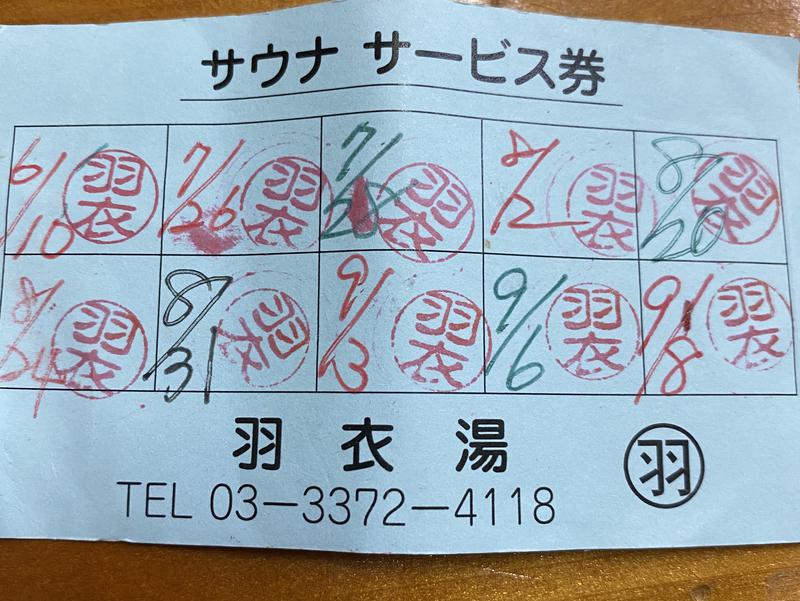 サウナ サービス券
6/10 羽衣 7/26 羽衣 7/28 羽衣 8/2 羽衣 8/20 羽衣
8/24 羽衣 8/31 羽衣 9/3 羽衣 9/6 羽衣 9/8 羽衣
羽衣湯 羽
TEL 03-3372-4118